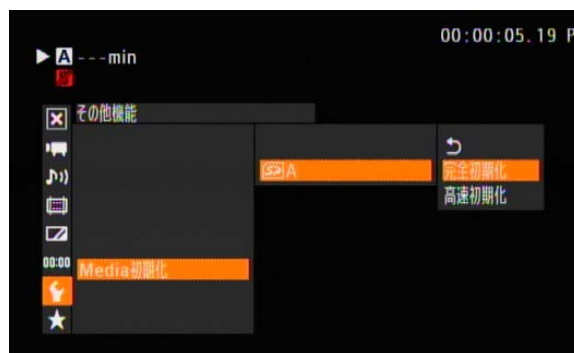 00:00:05.19 P
A ---min
その他機能
SD A
完全初期化
高速初期化
00:00
Media初期化